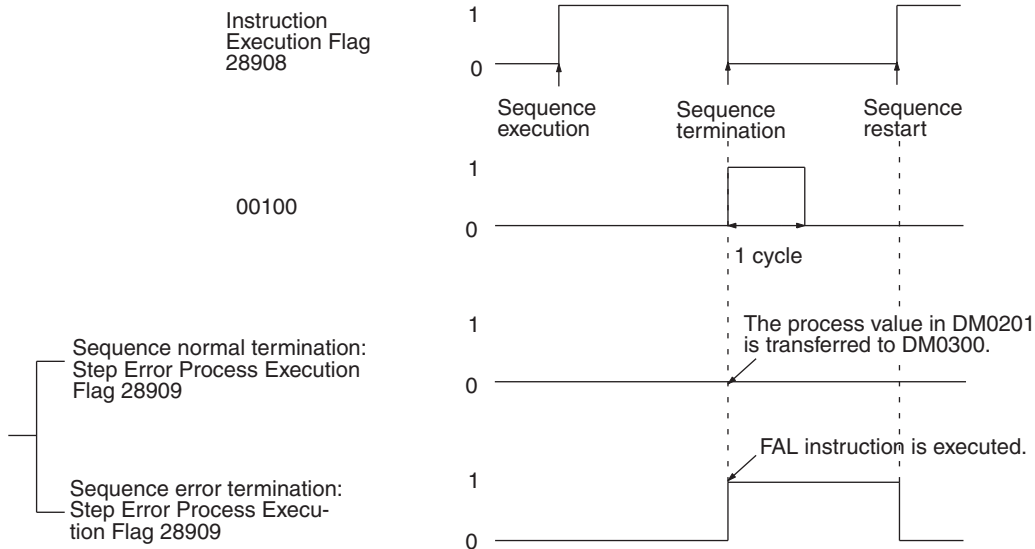 Instruction
Execution Flag
28908
1
0
Sequence
execution
Sequence
termination
Sequence
restart
00100
1
0
1 cycle
Sequence normal termination:
Step Error Process Execution
Flag 28909
1
0
The process value in DM0201
is transferred to DM0300.
Sequence error termination:
Step Error Process Execu-
tion Flag 28909
1
0
FAL instruction is executed.